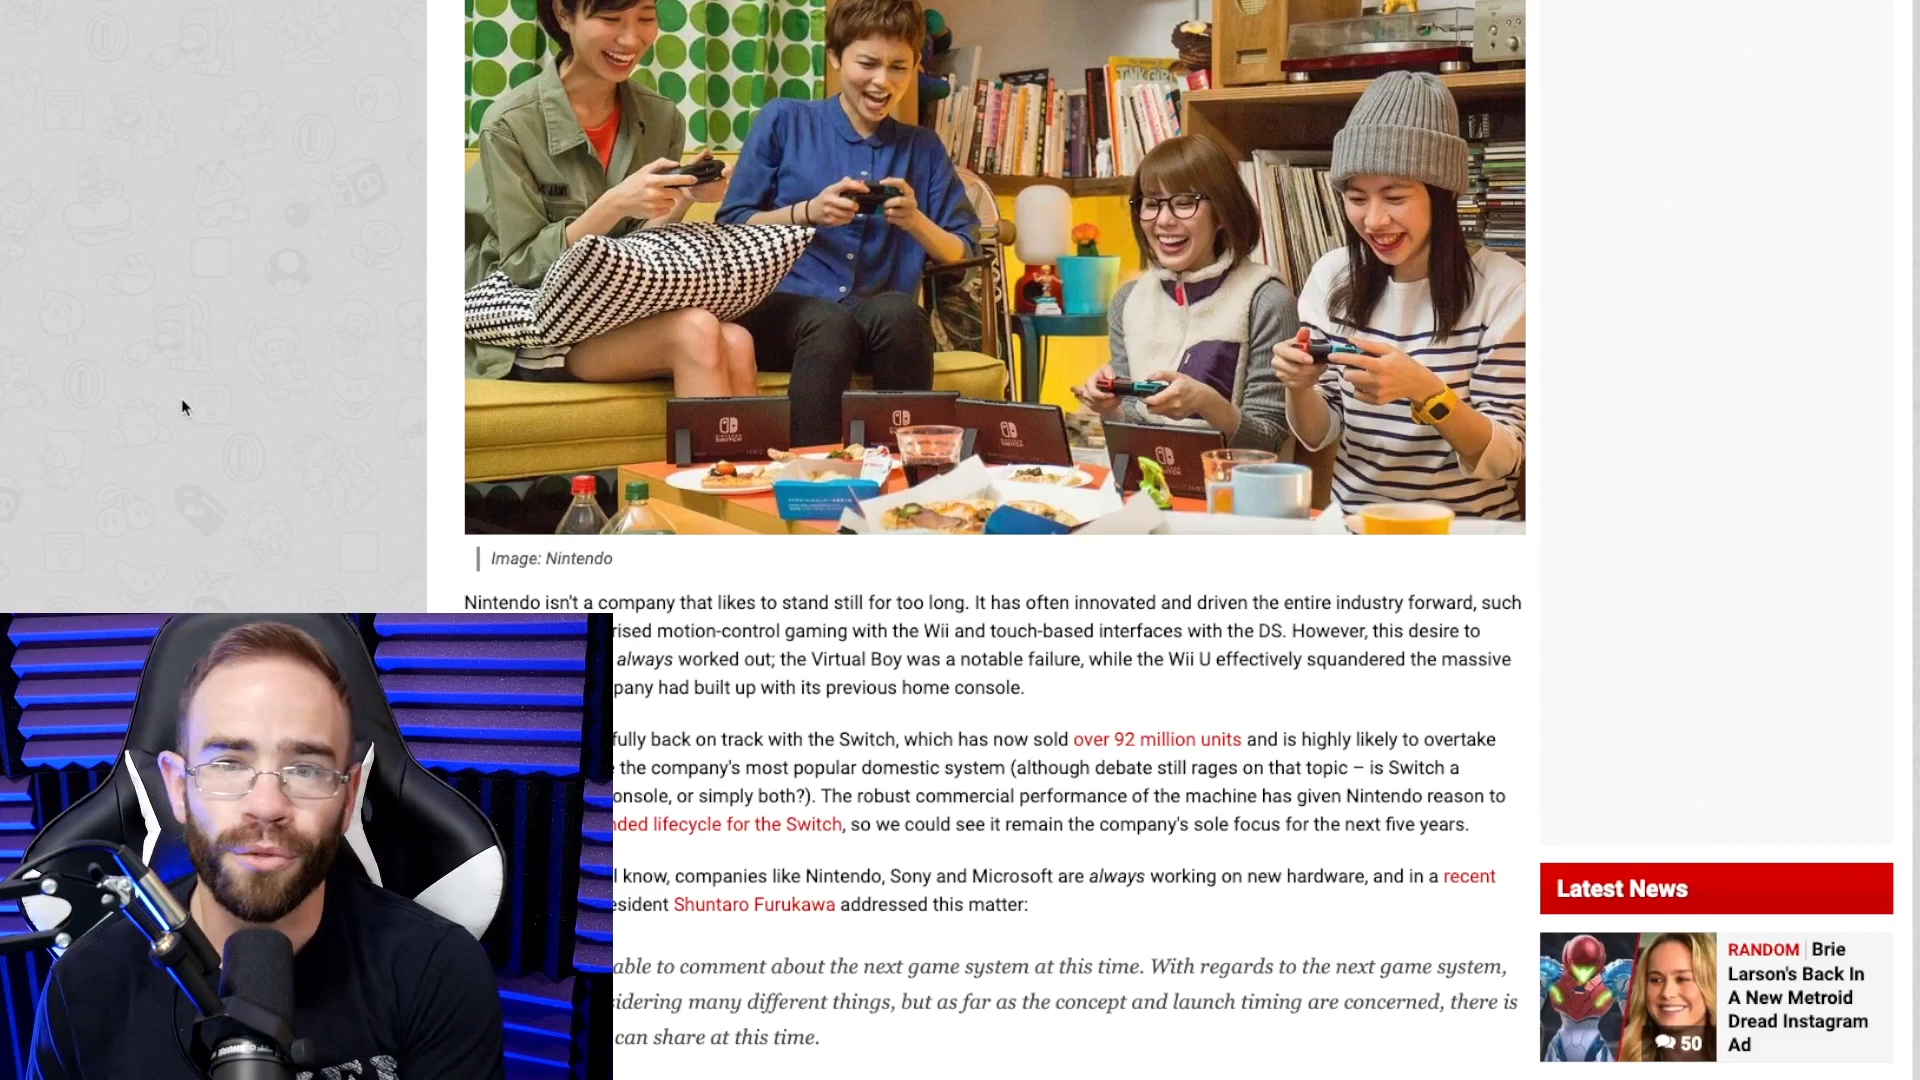 TANK GIRL
NINTENDO
SWITCH
NINTENDO
SWITCH
Image: Nintendo
Nintendo isn't a company that likes to stand still for too long. It has often innovated and driven the entire industry forward, such
rised motion-control gaming with the Wii and touch-based interfaces with the DS. However, this desire to
always worked out; the Virtual Boy was a notable failure, while the Wii U effectively squandered the massive
pany had built up with its previous home console.
fully back on track with the Switch, which has now sold over 92 million units and is highly likely to overtake
the company's most popular domestic system (although debate still rages on that topic – is Switch a
onsole, or simply both?). The robust commercial performance of the machine has given Nintendo reason to
nded lifecycle for the Switch, so we could see it remain the company's sole focus for the next five years.
l know, companies like Nintendo, Sony and Microsoft are always working on new hardware, and in a recent
esident Shuntaro Furukawa addressed this matter:
able to comment about the next game system at this time. With regards to the next game system,
sidering many different things, but as far as the concept and launch timing are concerned, there is
can share at this time.
Latest News
RANDOM Brie
Larson's Back In
A New Metroid
Dread Instagram
Ad
50